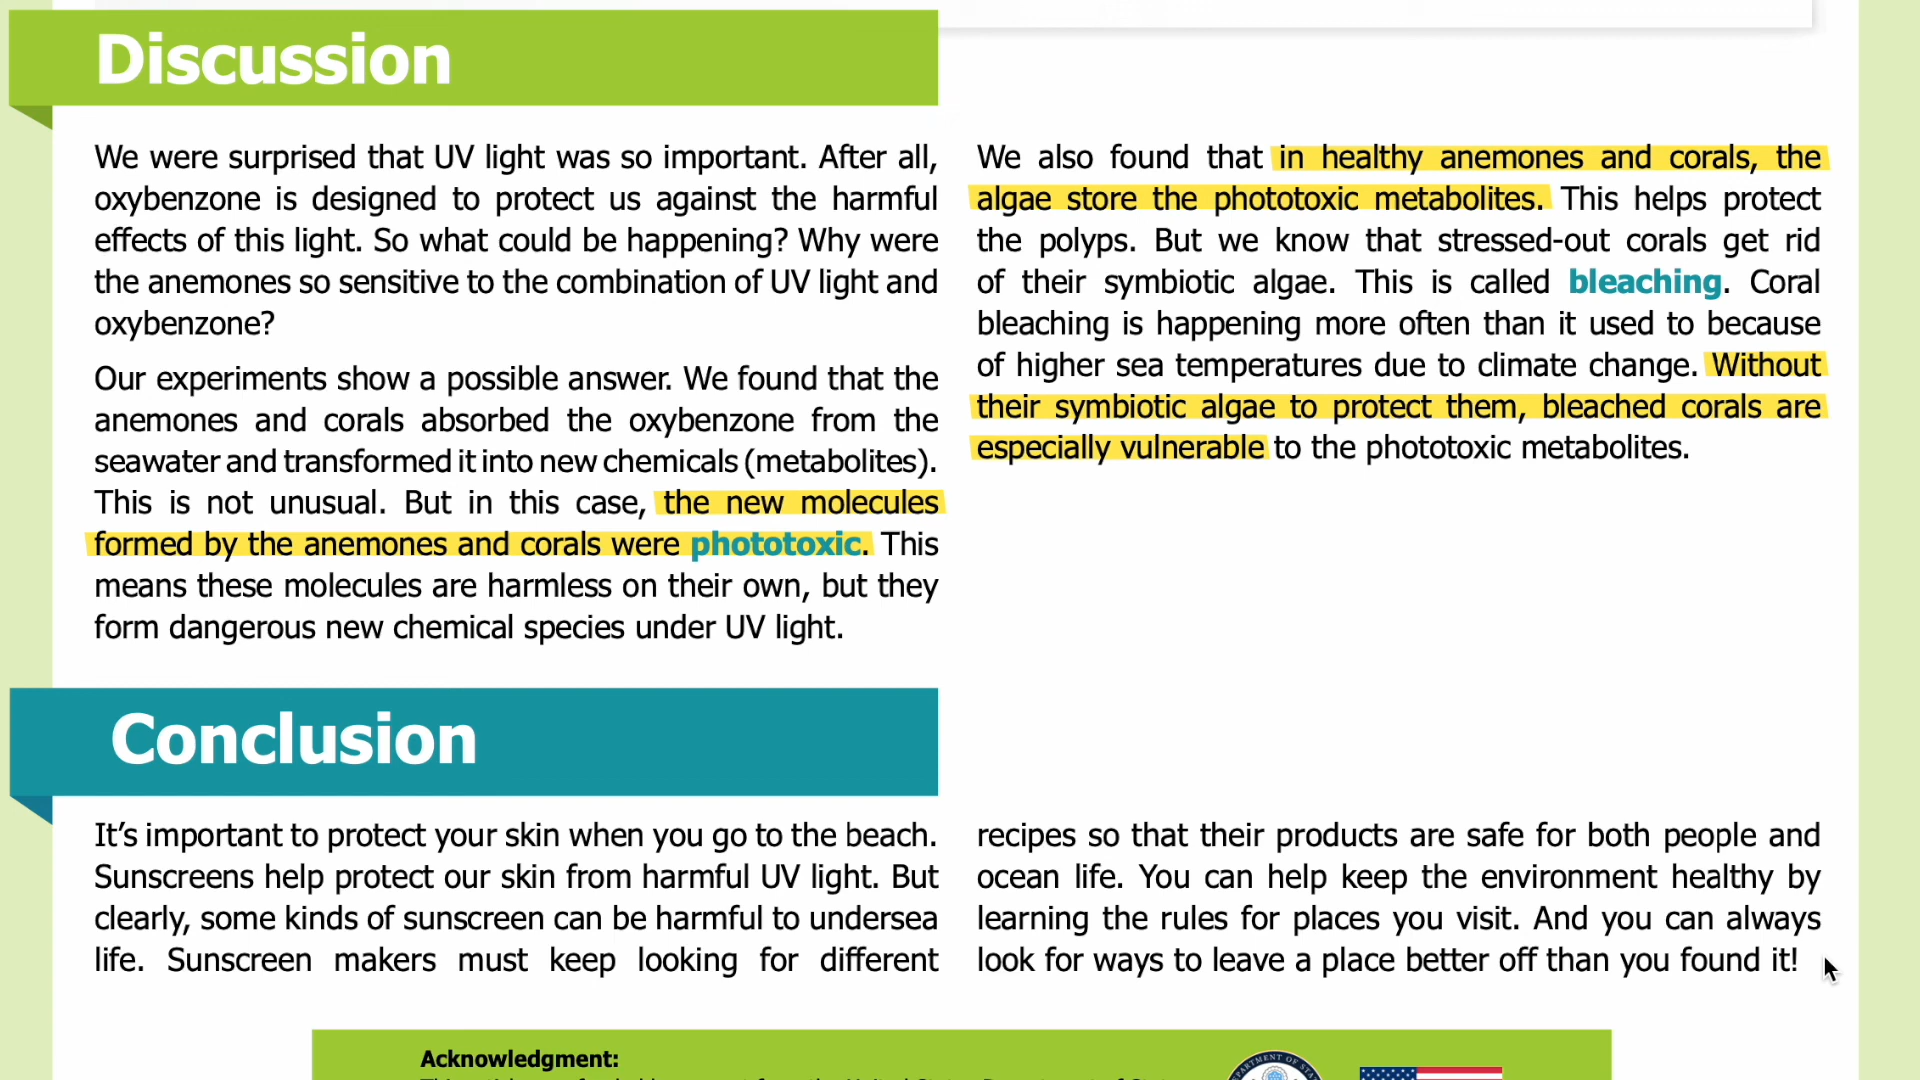 Discussion
We were surprised that UV light was so important. After all,
oxybenzone is designed to protect us against the harmful
effects of this light. So what could be happening? Why were
the anemones so sensitive to the combination of UV light and
oxybenzone?
Our experiments show a possible answer. We found that the
anemones and corals absorbed the oxybenzone from the
seawater and transformed it into new chemicals (metabolites).
This is not unusual. But in this case, the new molecules
formed by the anemones and corals were phototoxic. This
means these molecules are harmless on their own, but they
form dangerous new chemical species under UV light.
We also found that in healthy anemones and corals, the
algae store the phototoxic metabolites. This helps protect
the polyps. But we know that stressed-out corals get rid
of their symbiotic algae. This is called bleaching. Coral
bleaching is happening more often than it used to because
of higher sea temperatures due to climate change. Without
their symbiotic algae to protect them, bleached corals are
especially vulnerable to the phototoxic metabolites.
Conclusion
It’s important to protect your skin when you go to the beach.
Sunscreens help protect our skin from harmful UV light. But
clearly, some kinds of sunscreen can be harmful to undersea
life. Sunscreen makers must keep looking for different
recipes so that their products are safe for both people and
ocean life. You can help keep the environment healthy by
learning the rules for places you visit. And you can always
look for ways to leave a place better off than you found it!
Acknowledgment: